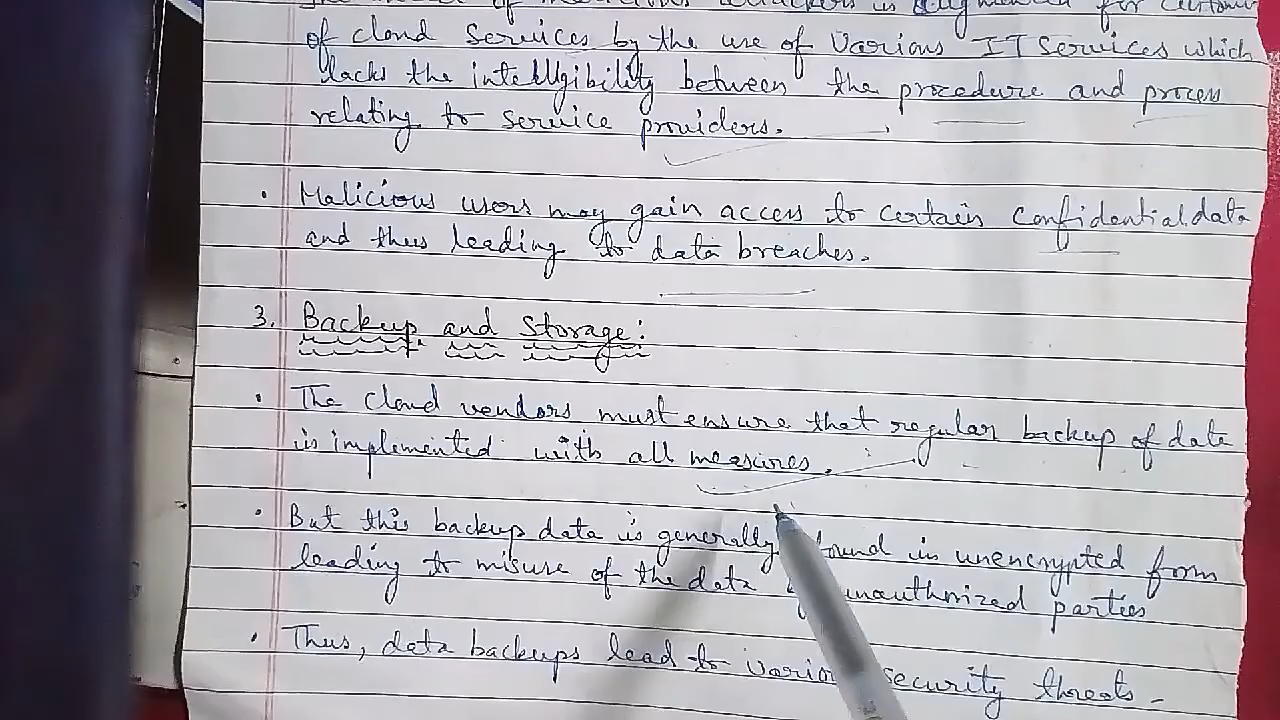 of cloud services by the use of various IT services which
lacks the intelligibility between the procedure and process
relating to service providers.
• Malicious users may gain access to certain confidential data
and thus leading to data breaches.
3. Backup and Storage:
• The cloud vendors must ensure that regular backup of data
is implemented with all measures.
• But this backup data is generally found in unencrypted form
leading to misuse of the data unauthorized parties
• Thus, data backups lead to various security threats.